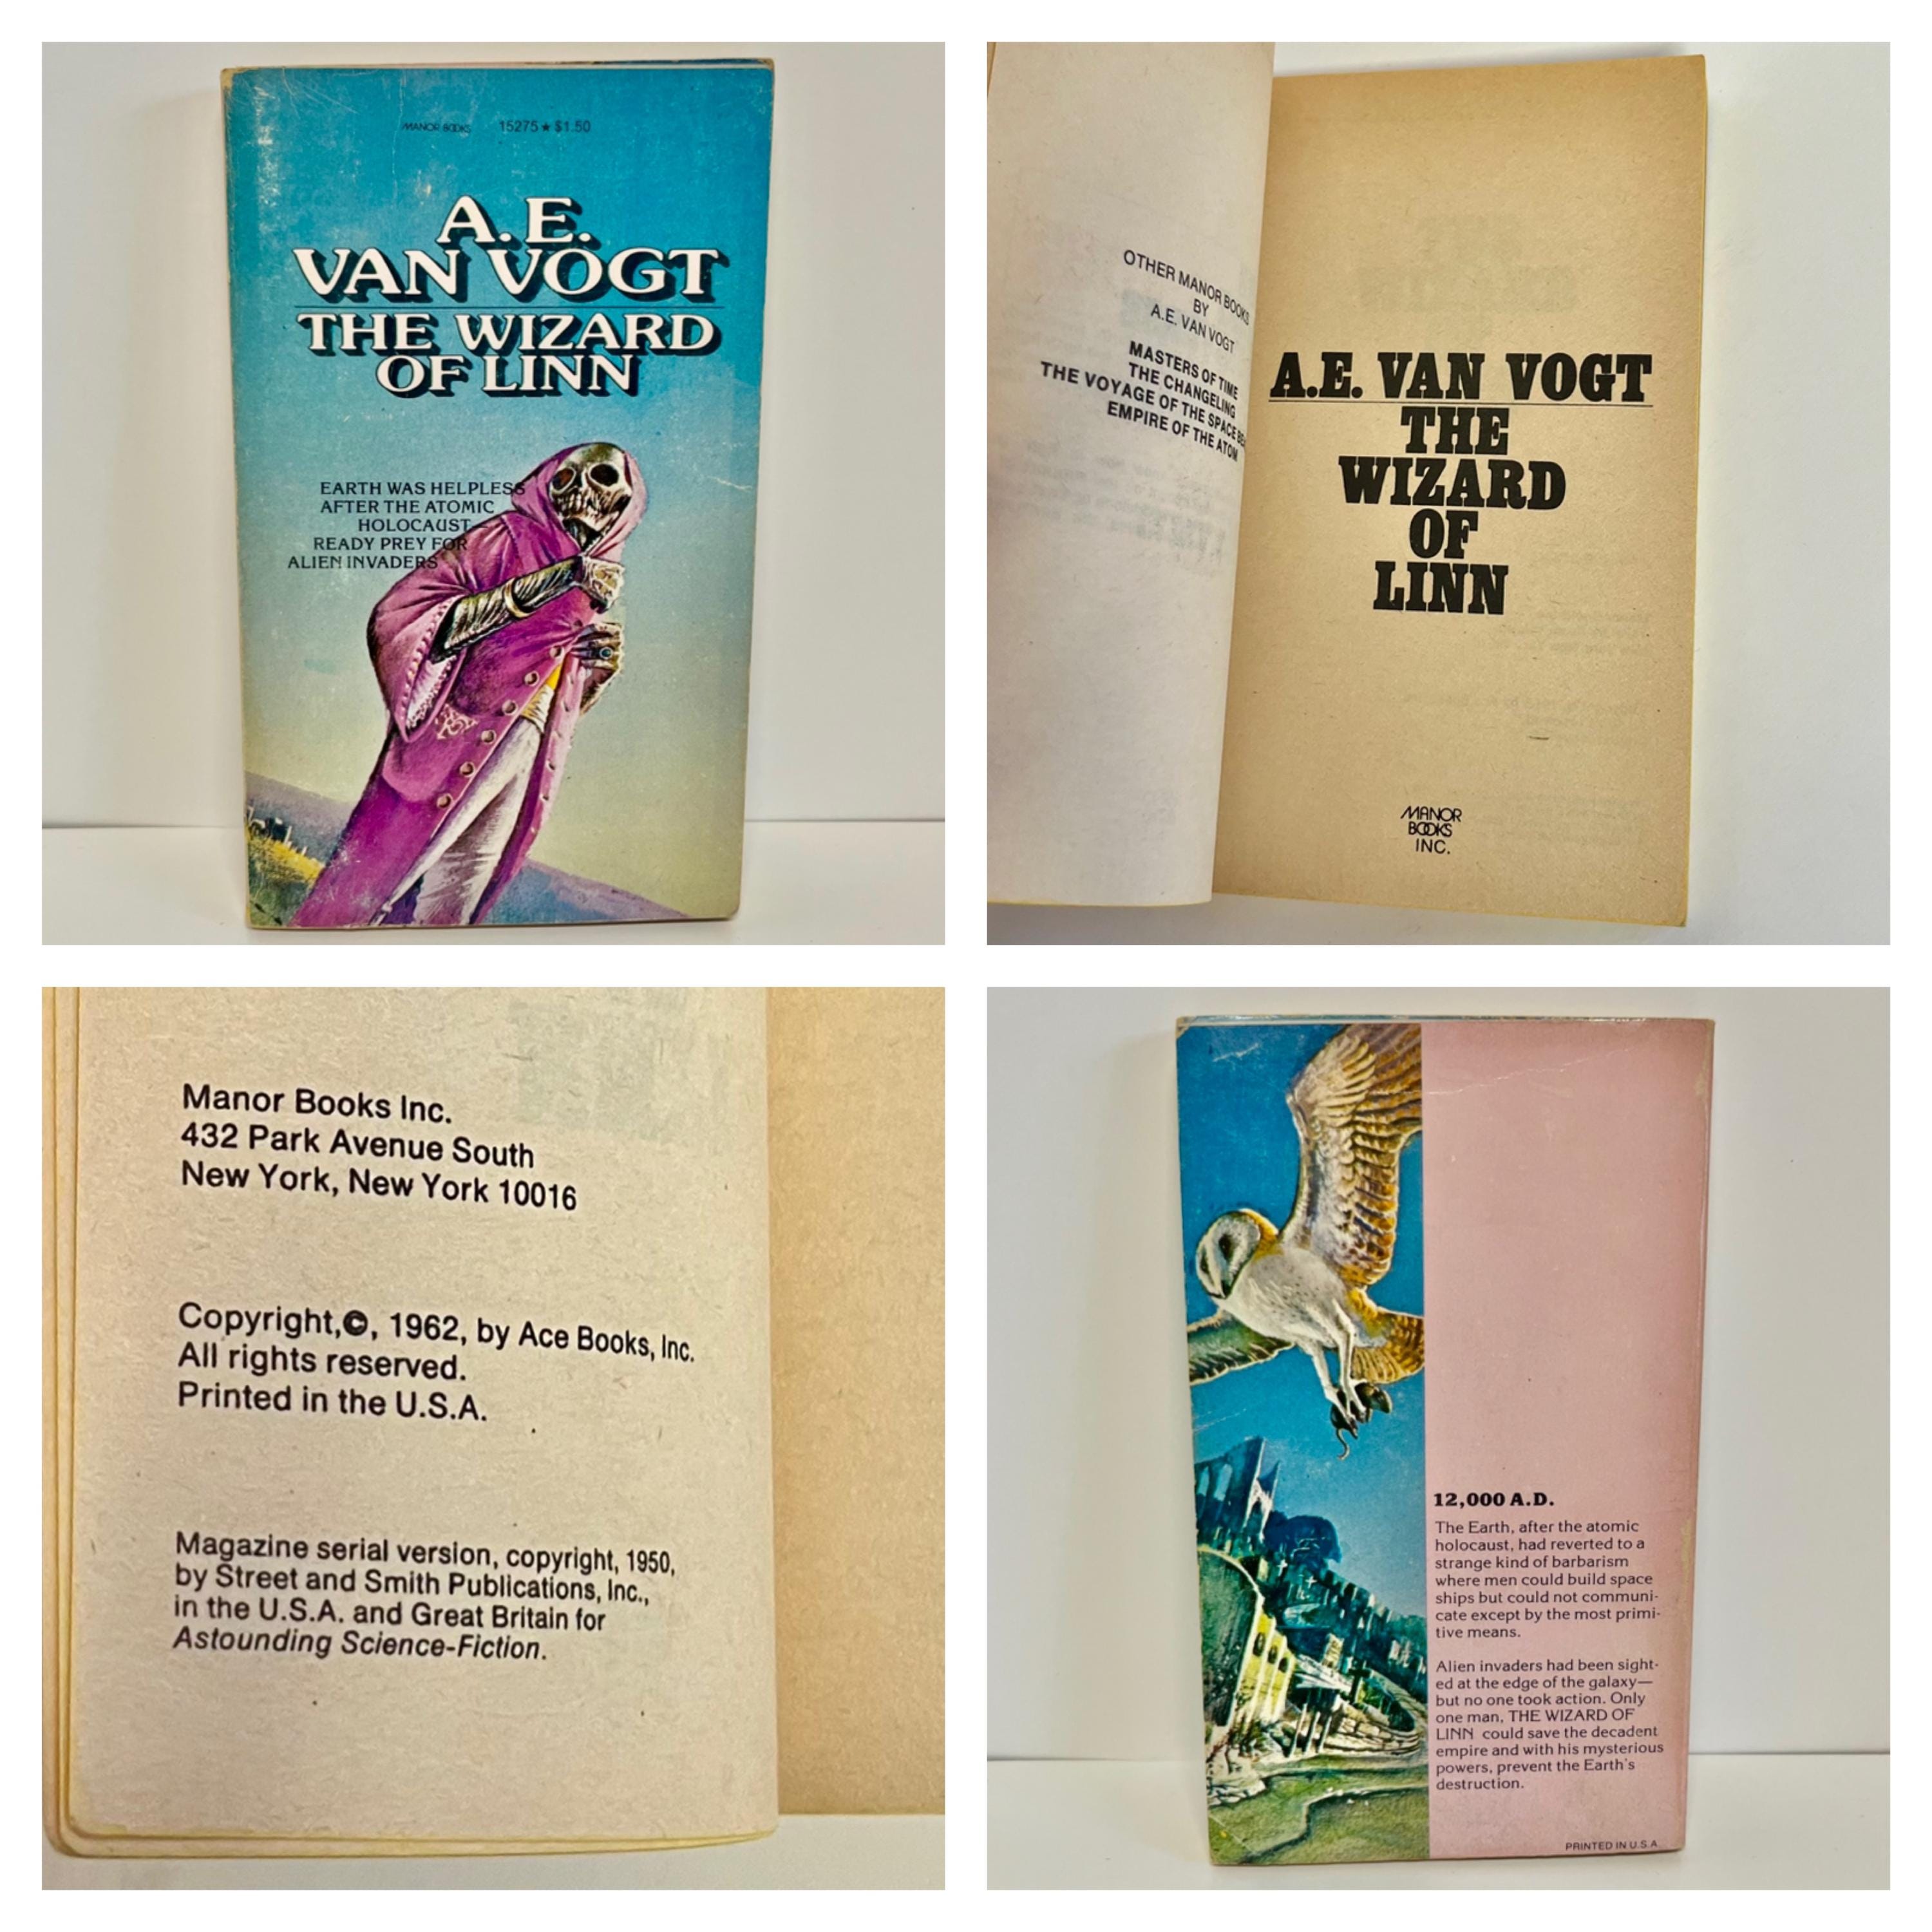 MANOR BOOKS 15275 ★ $1.50
A. E.
VAN VOGT
THE WIZARD
OF LINN
EARTH WAS HELPLESS
AFTER THE ATOMIC
HOLOCAUST
READY PREY FOR
ALIEN INVADERS
OTHER MANOR BOOKS
BY
A.E. VAN VOGT
MASTERS OF TIME
THE CHANGELING
THE VOYAGE OF THE SPACE
EMPIRE OF THE ATOM
A.E. VAN VOGT
THE
WIZARD
OF
LINN
MANOR
BOOKS
INC.
Manor Books Inc.
432 Park Avenue South
New York, New York 10016
Copyright,©, 1962, by Ace Books, Inc.
All rights reserved.
Printed in the U.S.A.
Magazine serial version, copyright, 1950,
by Street and Smith Publications, Inc.,
in the U.S.A. and Great Britain for
Astounding Science-Fiction.
12,000 A.D.
The Earth, after the atomic
holocaust, had reverted to a
strange kind of barbarism
where men could build space
ships but could not communi-
cate except by the most primi-
tive means.
Alien invaders had been sight-
ed at the edge of the galaxy—
but no one took action. Only
one man, THE WIZARD OF
LINN could save the decadent
empire and with his mysterious
powers, prevent the Earth's
destruction.
PRINTED IN U.S.A.